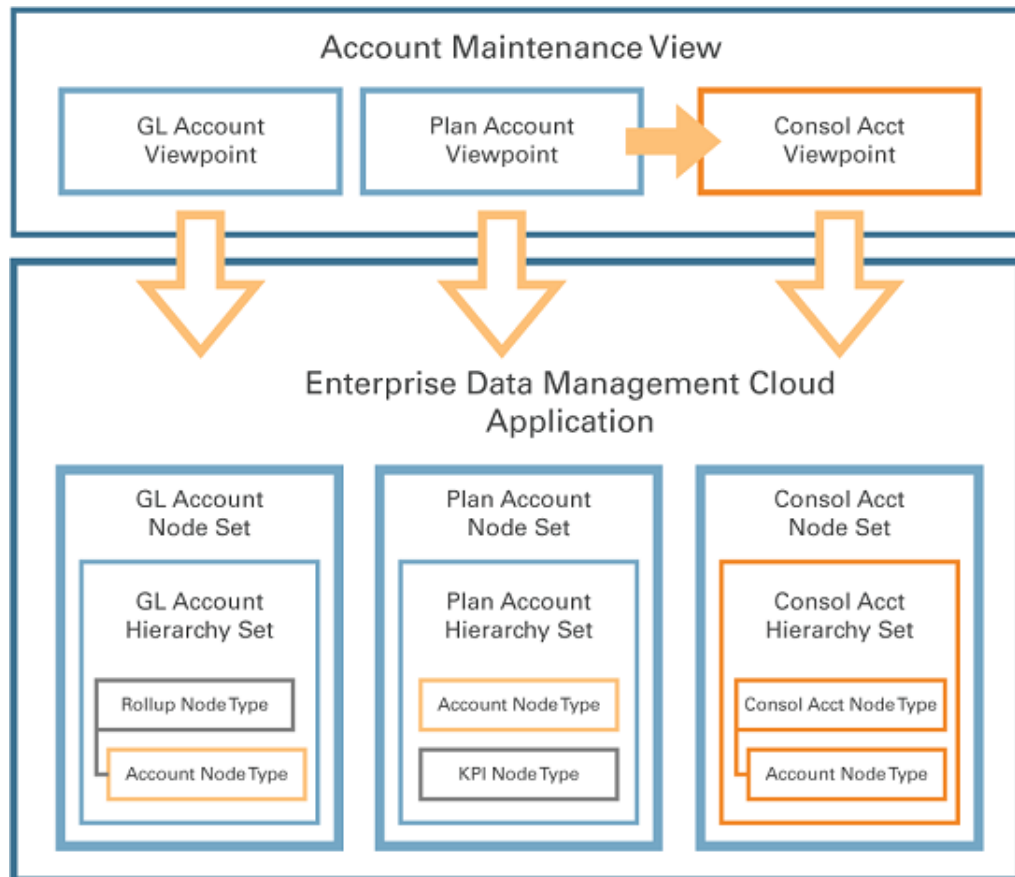 Account Maintenance View
GL Account
Viewpoint
Plan Account
Viewpoint
Consol Acct
Viewpoint
Enterprise Data Management Cloud
Application
GL Account
Node Set
GL Account
Hierarchy Set
Rollup Node Type
Account Node Type
Plan Account
Node Set
Plan Account
Hierarchy Set
Account Node Type
KPI Node Type
Consol Acct
Node Set
Consol Acct
Hierarchy Set
Consol Acct Node Type
Account Node Type